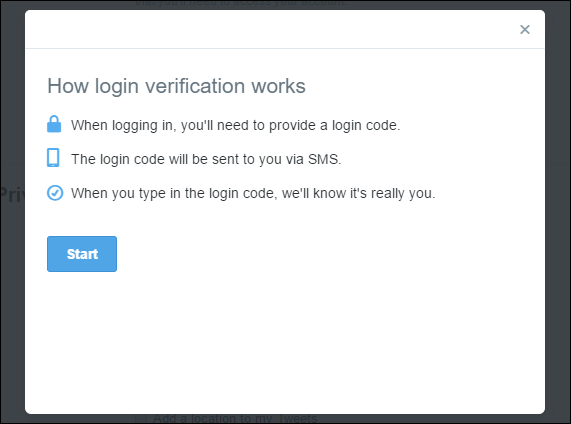 ×
How login verification works
When logging in, you'll need to provide a login code.
The login code will be sent to you via SMS.
When you type in the login code, we'll know it's really you.
Priv
Start
Add a location to my Tweets